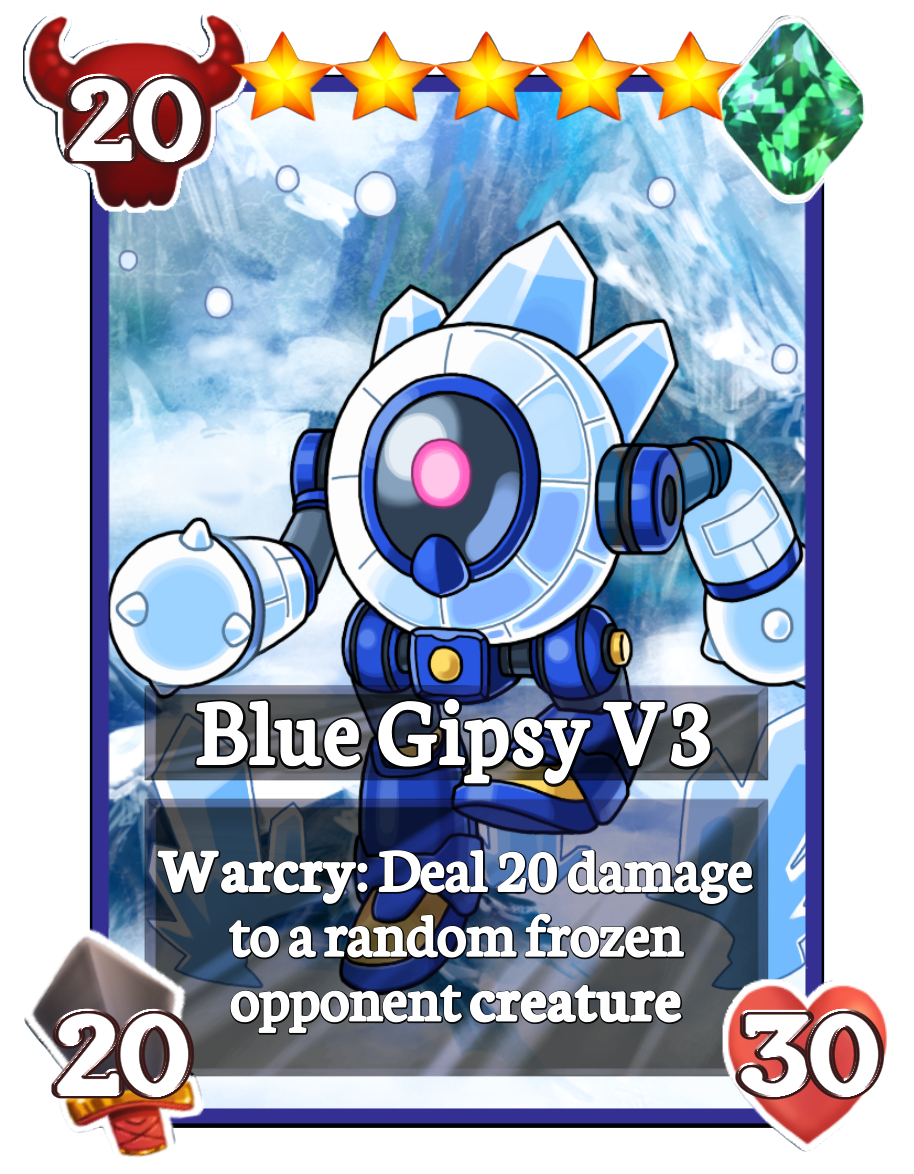 20
Blue Gipsy V3
Warcry: Deal 20 damage
to a random frozen
opponent creature
20
30